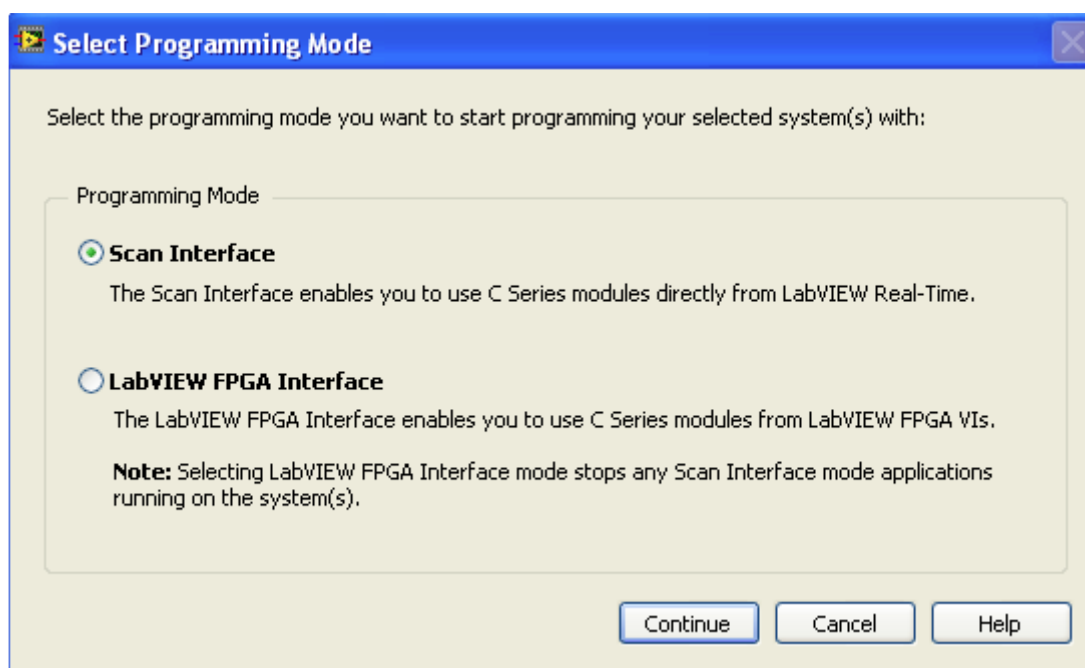 Select Programming Mode
Select the programming mode you want to start programming your selected system(s) with:
Programming Mode
Scan Interface
The Scan Interface enables you to use C Series modules directly from LabVIEW Real-Time.
LabVIEW FPGA Interface
The LabVIEW FPGA Interface enables you to use C Series modules from LabVIEW FPGA VIs.
Note: Selecting LabVIEW FPGA Interface mode stops any Scan Interface mode applications
running on the system(s).
Continue Cancel Help